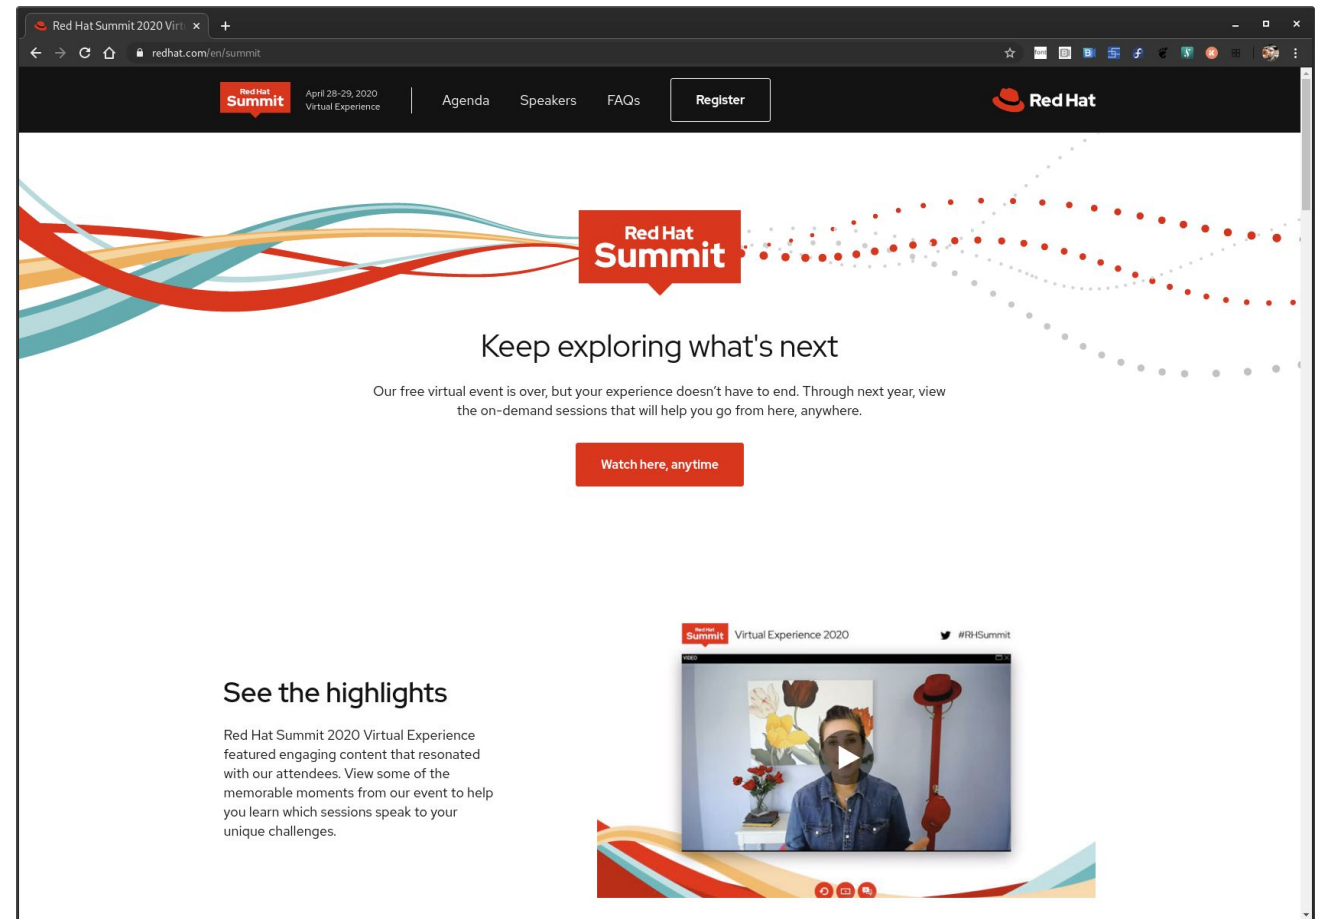 Red Hat Summit 2020 Virt
redhat.com/en/summit
Red Hat
Summit
April 28-29, 2020
Virtual Experience
Agenda
Speakers
FAQs
Register
Red Hat
Red Hat
Summit
Keep exploring what's next
Our free virtual event is over, but your experience doesn’t have to end. Through next year, view
the on-demand sessions that will help you go from here, anywhere.
Watch here, anytime
Red Hat
Summit
Virtual Experience 2020
#RHSummit
VIDEO
See the highlights
Red Hat Summit 2020 Virtual Experience
featured engaging content that resonated
with our attendees. View some of the
memorable moments from our event to help
you learn which sessions speak to your
unique challenges.